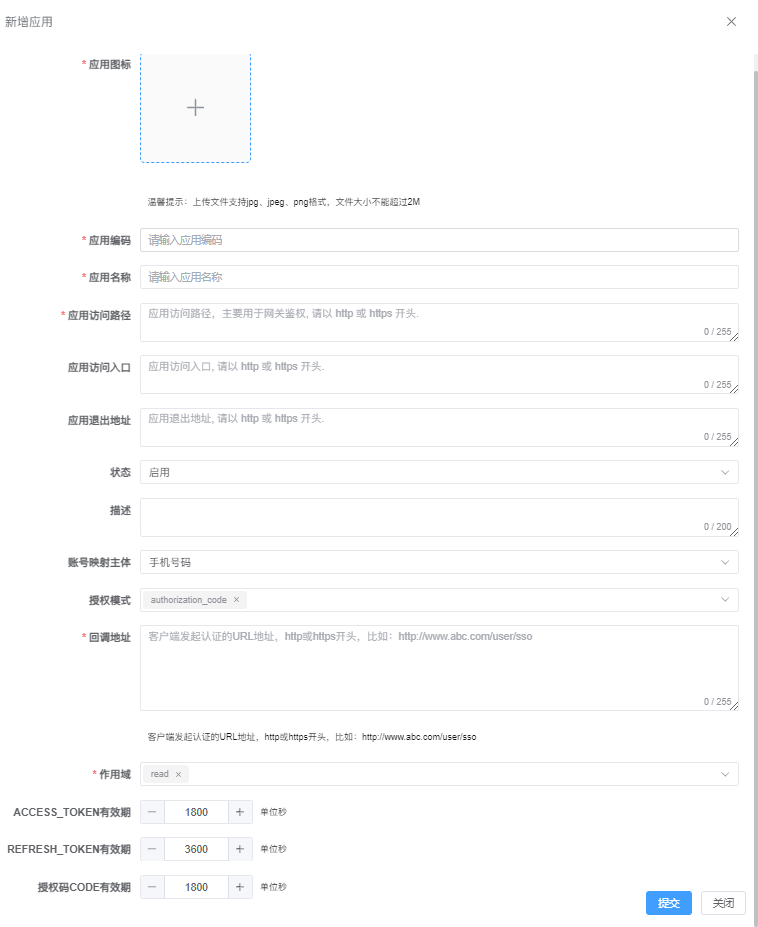 新增应用
* 应用图标
温馨提示：上传文件支持jpg、jpeg、png格式，文件大小不能超过2M
* 应用编码 请输入应用编码
* 应用名称 请输入应用名称
* 应用访问路径 应用访问路径，主要用于网关鉴权, 请以 http 或 https 开头.
0 / 255
应用访问入口 应用访问入口, 请以 http 或 https 开头.
0 / 255
应用退出地址 应用退出地址, 请以 http 或 https 开头.
0 / 255
状态 启用
描述
0 / 200
账号映射主体 手机号码
授权模式 authorization_code ×
* 回调地址 客户端发起认证的URL地址，http或https开头，比如：http://www.abc.com/user/sso
0 / 255
客户端发起认证的URL地址，http或https开头，比如：http://www.abc.com/user/sso
* 作用域 read ×
ACCESS_TOKEN有效期 − 1800 + 单位秒
REFRESH_TOKEN有效期 − 3600 + 单位秒
授权码CODE有效期 − 1800 + 单位秒
提交 关闭